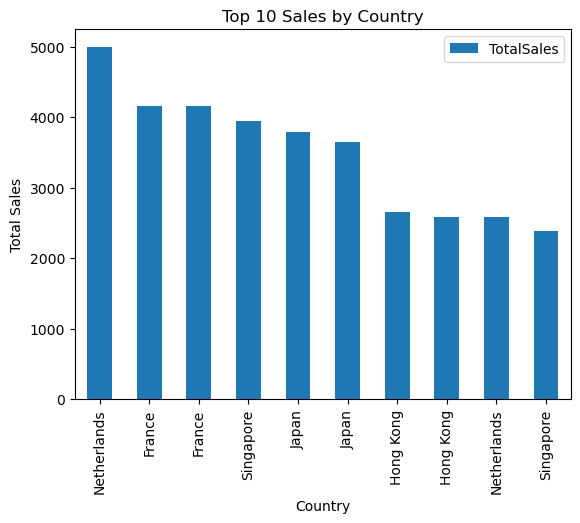 Top 10 Sales by Country
TotalSales
Total Sales
5000
4000
3000
2000
1000
0
Netherlands
France
France
Singapore
Japan
Japan
Hong Kong
Hong Kong
Netherlands
Singapore
Country